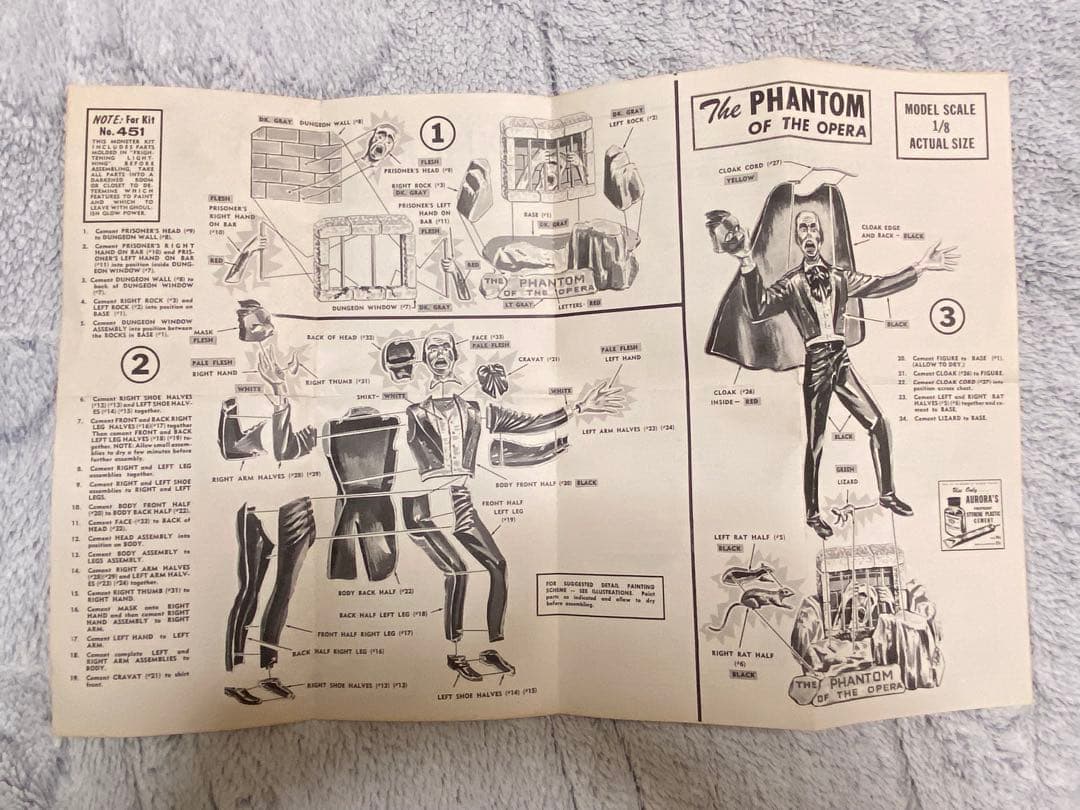 NOTE: For Kit
No. 451
THIS MONSTER KIT
INCLUDES PARTS
MOLDED IN "FRIGH-
TENING LIGHT-
NING" BEFORE
ASSEMBLING, TAKE
ALL PARTS INTO A
DARKENED ROOM
OR CLOSET TO DE-
TERMINE WHICH
FEATURES TO PAINT
AND WHICH TO
LEAVE WITH GHOUL-
ISH GLOW POWER.
1. Cement PRISONER'S HEAD (#9)
to DUNGEON WALL (#8).
2. Cement PRISONER'S RIGHT
HAND ON BAR (#10) and PRIS-
ONER'S LEFT HAND ON BAR
(#11) into position inside DUNG-
EON WINDOW (#7).
3. Cement DUNGEON WALL (#8) to
back of DUNGEON WINDOW
(#7).
4. Cement RIGHT ROCK (#3) and
LEFT ROCK (#2) into position on
BASE (#1).
5. Cement DUNGEON WINDOW
ASSEMBLY into position between
the ROCKS in BASE (#1).
1
DK. GRAY DUNGEON WALL (#8)
FLESH
PRISONER'S HEAD (#9)
FLESH
PRISONER'S
RIGHT HAND
ON BAR
(#10)
RED
PRISONER'S LEFT
HAND ON
BAR (#11)
FLESH
RED
DUNGEON WINDOW (#7)
DK. GRAY
RIGHT ROCK (#3)
DK. GRAY
DK. GRAY
LEFT ROCK (#2)
BASE (#1)
DK. GRAY
THE PHANTOM
OF THE OPERA
LT. GRAY
LETTERS - RED
2
6. Cement RIGHT SHOE HALVES
(#12) (#13) and LEFT SHOE HALV-
ES (#14) (#15) together.
7. Cement FRONT and BACK RIGHT
LEG HALVES (#16)(#17) together
Then cement FRONT and BACK
LEFT LEG HALVES (#18) (#19) to-
gether. NOTE: Allow small assem-
blies to dry a few minutes before
further assembly.
8. Cement RIGHT and LEFT LEG
assemblies together.
9. Cement RIGHT and LEFT SHOE
assemblies to RIGHT and LEFT
LEGS.
10. Cement BODY FRONT HALF
(#20) to BODY BACK HALF (#22).
11. Cement FACE (#33) to BACK of
HEAD (#32).
12. Cement HEAD ASSEMBLY into
position on BODY.
13. Cement BODY ASSEMBLY to
LEGS ASSEMBLY.
14. Cement RIGHT ARM HALVES
(#28)(#29) and LEFT ARM HALV-
ES (#23) (#24) together.
15. Cement RIGHT THUMB (#31) to
RIGHT HAND.
16. Cement MASK onto RIGHT
HAND and then cement RIGHT
HAND ASSEMBLY to RIGHT
ARM.
17. Cement LEFT HAND to LEFT
ARM.
18. Cement complete LEFT and
RIGHT ARM ASSEMBLIES to
BODY.
19. Cement CRAVAT (#21) to shirt
front.
MASK
FLESH
PALE FLESH
RIGHT HAND
WHITE
RIGHT THUMB (#31)
BACK OF HEAD (#32)
FACE (#33)
PALE FLESH
CRAVAT (#21)
SHIRT - WHITE
WHITE
PALE FLESH
LEFT HAND
LEFT ARM HALVES (#23) (#24)
RIGHT ARM HALVES (#28) (#29)
BODY FRONT HALF (#20) BLACK
FRONT HALF
LEFT LEG
(#19)
BODY BACK HALF (#22)
BACK HALF LEFT LEG (#18)
FRONT HALF RIGHT LEG (#17)
BACK HALF RIGHT LEG (#16)
RIGHT SHOE HALVES (#12) (#13)
LEFT SHOE HALVES (#14) (#15)
FOR SUGGESTED DETAIL PAINTING
SCHEME - SEE ILLUSTRATIONS. Paint
parts as indicated and allow to dry
before assembling.
The PHANTOM
OF THE OPERA
MODEL SCALE
1/8
ACTUAL SIZE
CLOAK CORD (#27)
YELLOW
CLOAK EDGE
AND BACK - BLACK
BLACK
3
CLOAK (#26)
INSIDE - RED
BLACK
GREEN
LIZARD
20. Cement FIGURE to BASE (#1).
(ALLOW TO DRY.)
21. Cement CLOAK (#26) to FIGURE.
22. Cement CLOAK CORD (#27) into
position across chest.
23. Cement LEFT and RIGHT RAT
HALVES (#5) (#6) together and ce-
ment to BASE.
24. Cement LIZARD to BASE.
Use Only
AURORA'S
STYRENE PLASTIC
CEMENT
LEFT RAT HALF (#5)
BLACK
RIGHT RAT HALF
(#6)
BLACK
THE PHANTOM
OF THE OPERA